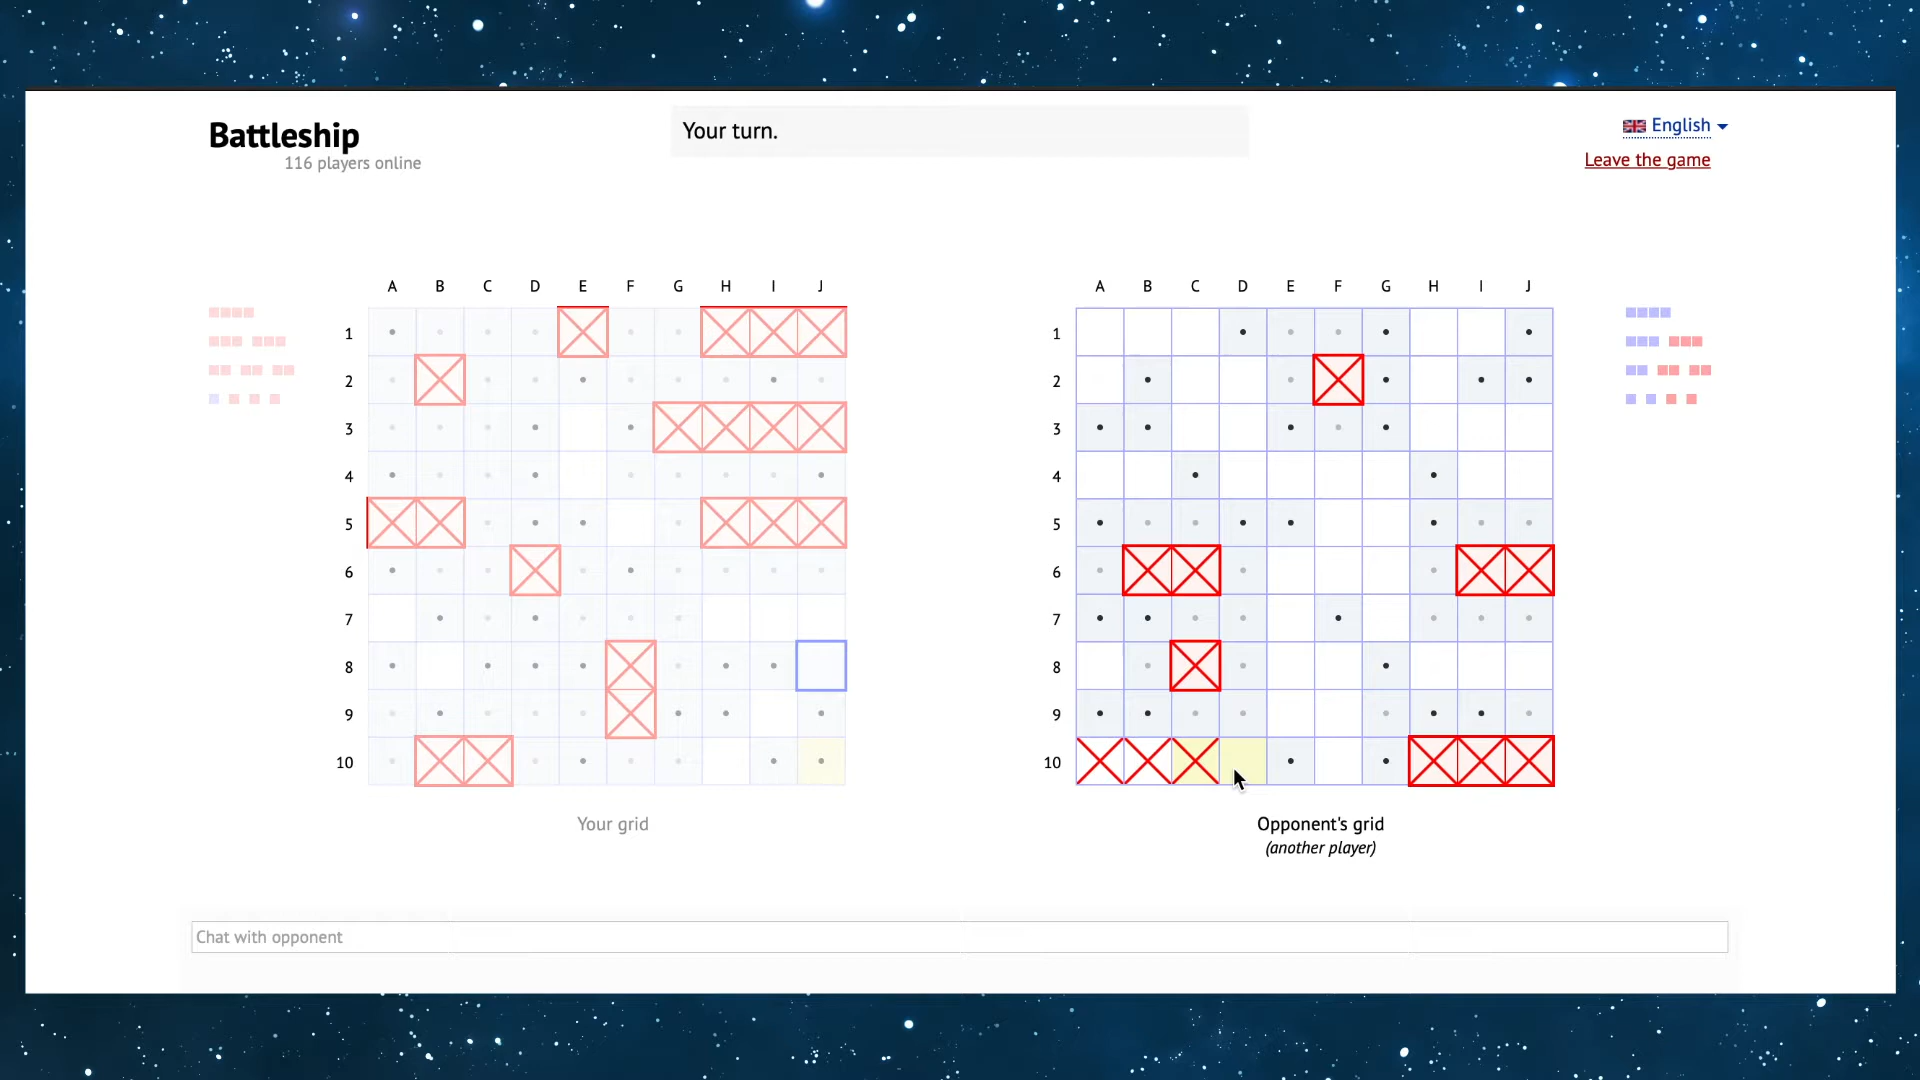 Battleship
116 players online
Your turn.
English
Leave the game
A B C D E F G H I J
1
2
3
4
5
6
7
8
9
10
Your grid
A B C D E F G H I J
1
2
3
4
5
6
7
8
9
10
Opponent's grid
(another player)
Chat with opponent